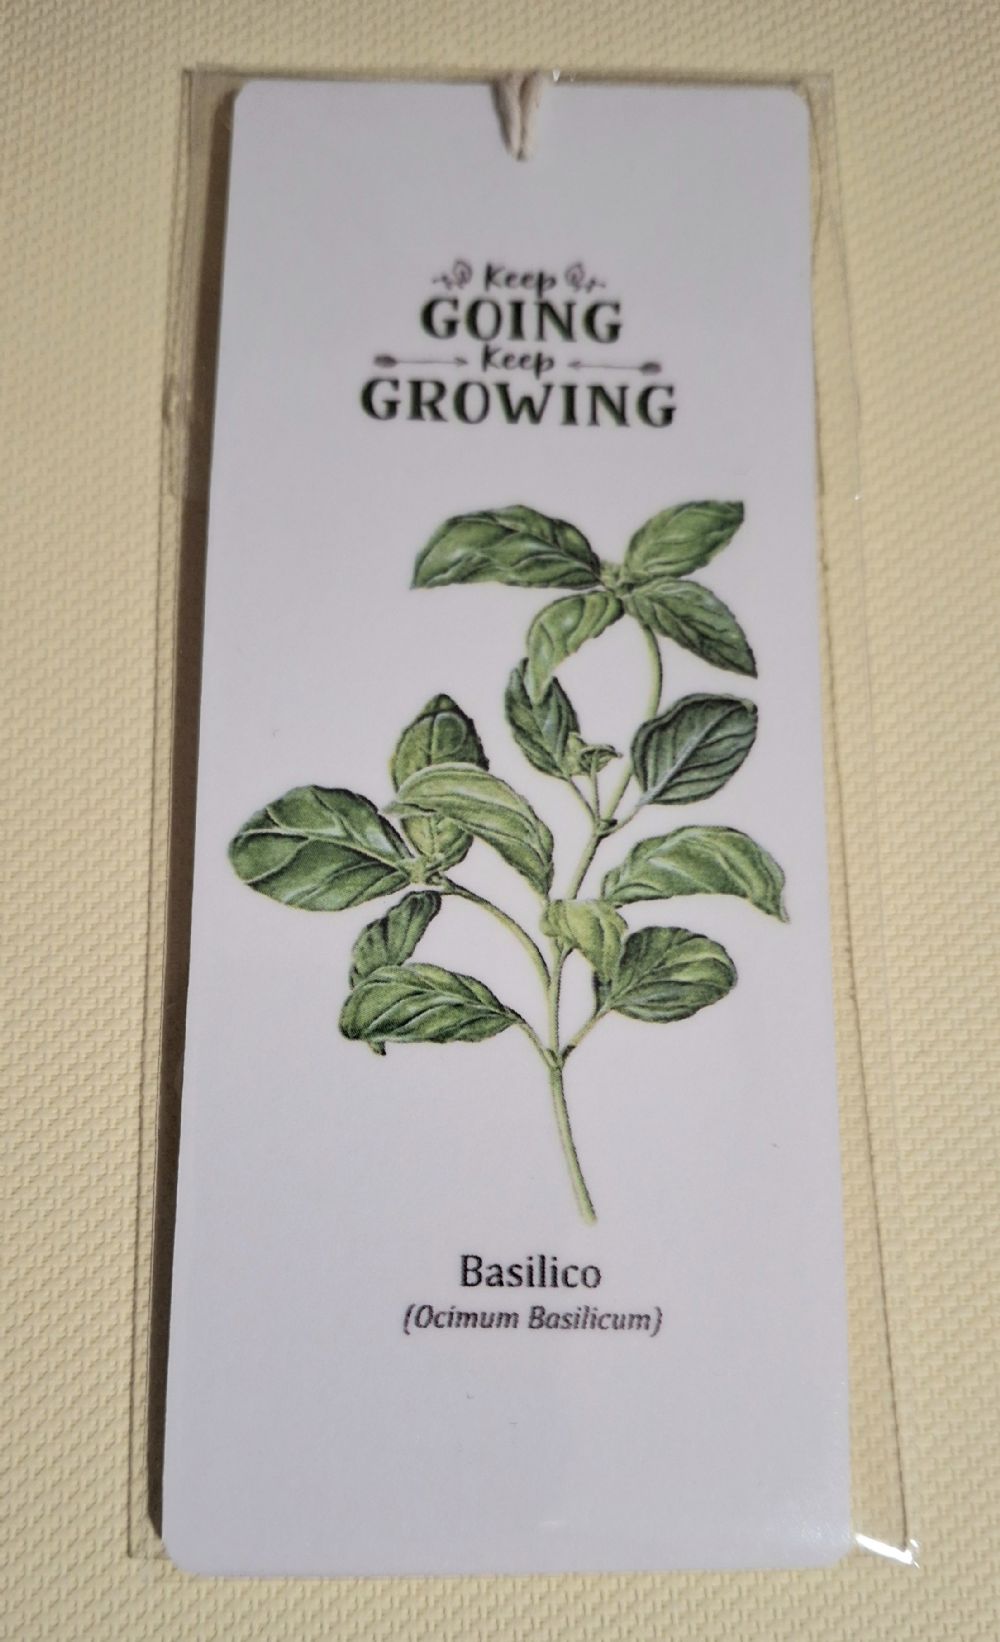 Keep
GOING
Keep
GROWING
Basilico
(Ocimum Basilicum)